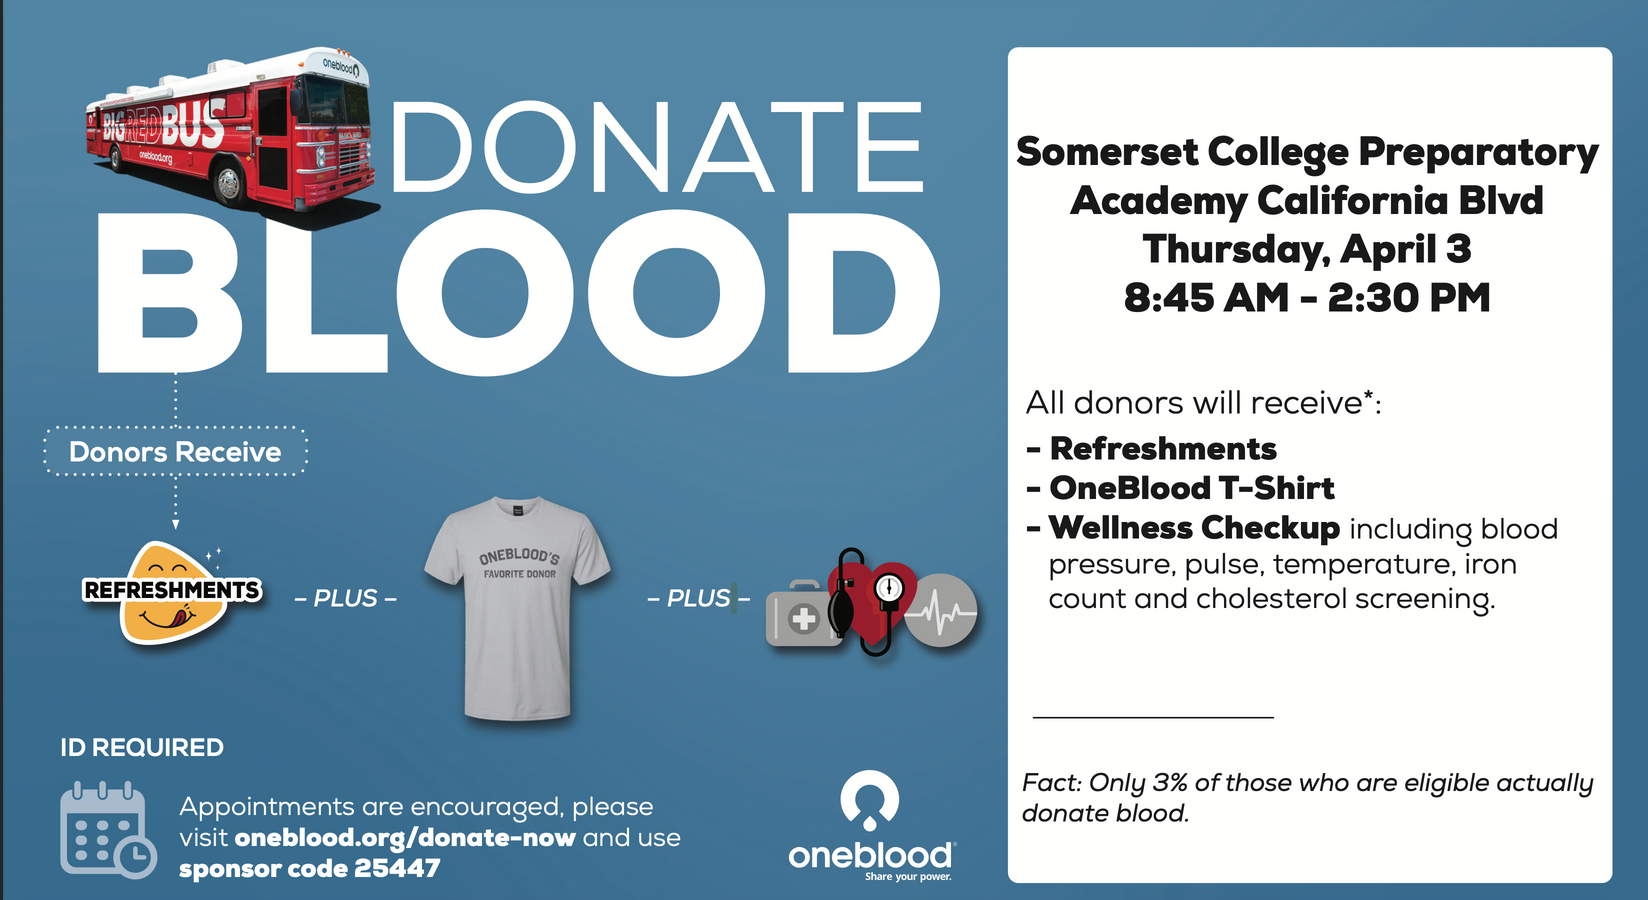 oneblood
BIGREDBUS
oneblood.org
DONATE
BLOOD
Donors Receive
REFRESHMENTS
– PLUS –
ONEBLOOD'S
FAVORITE DONOR
– PLUS –
ID REQUIRED
Appointments are encouraged, please
visit oneblood.org/donate-now and use
sponsor code 25447
oneblood
Share your power.
Somerset College Preparatory
Academy California Blvd
Thursday, April 3
8:45 AM - 2:30 PM
All donors will receive*:
- Refreshments
- OneBlood T-Shirt
- Wellness Checkup including blood
pressure, pulse, temperature, iron
count and cholesterol screening.
Fact: Only 3% of those who are eligible actually
donate blood.